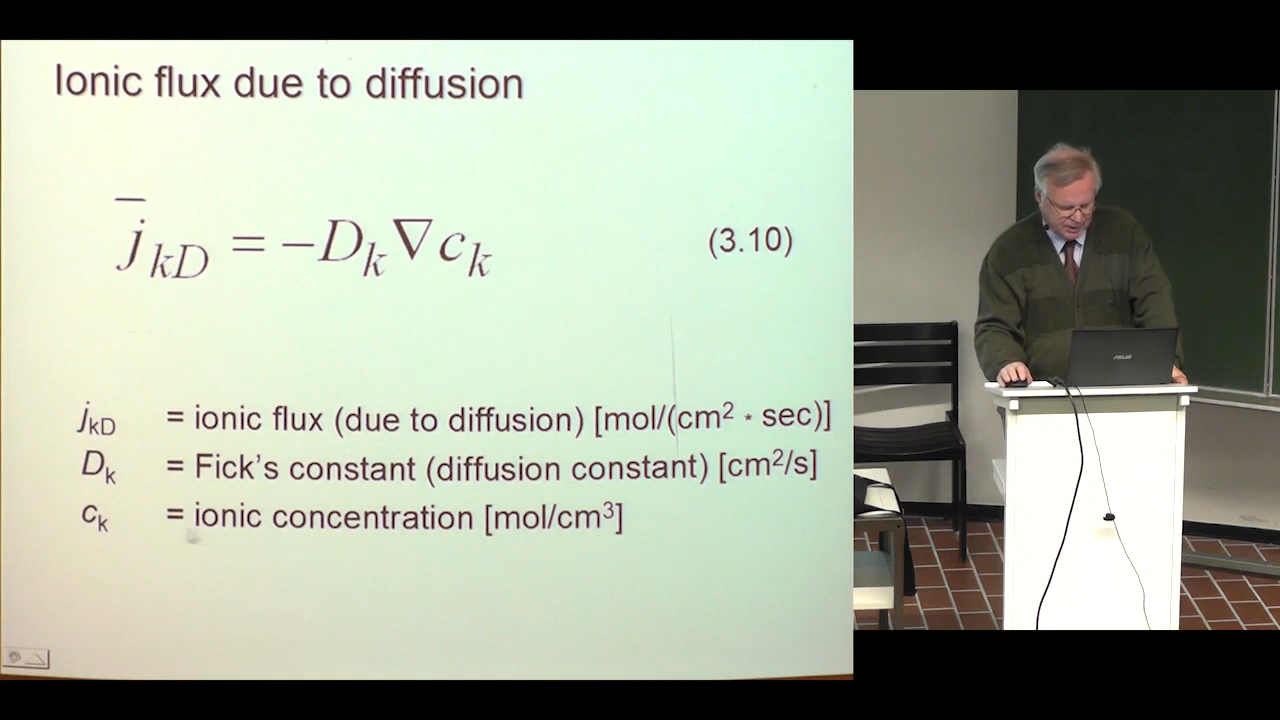 Ionic flux due to diffusion
j̅kD = −Dk∇ck (3.10)
jkD = ionic flux (due to diffusion) [mol/(cm² * sec)]
Dk = Fick's constant (diffusion constant) [cm²/s]
ck = ionic concentration [mol/cm³]
ASUS